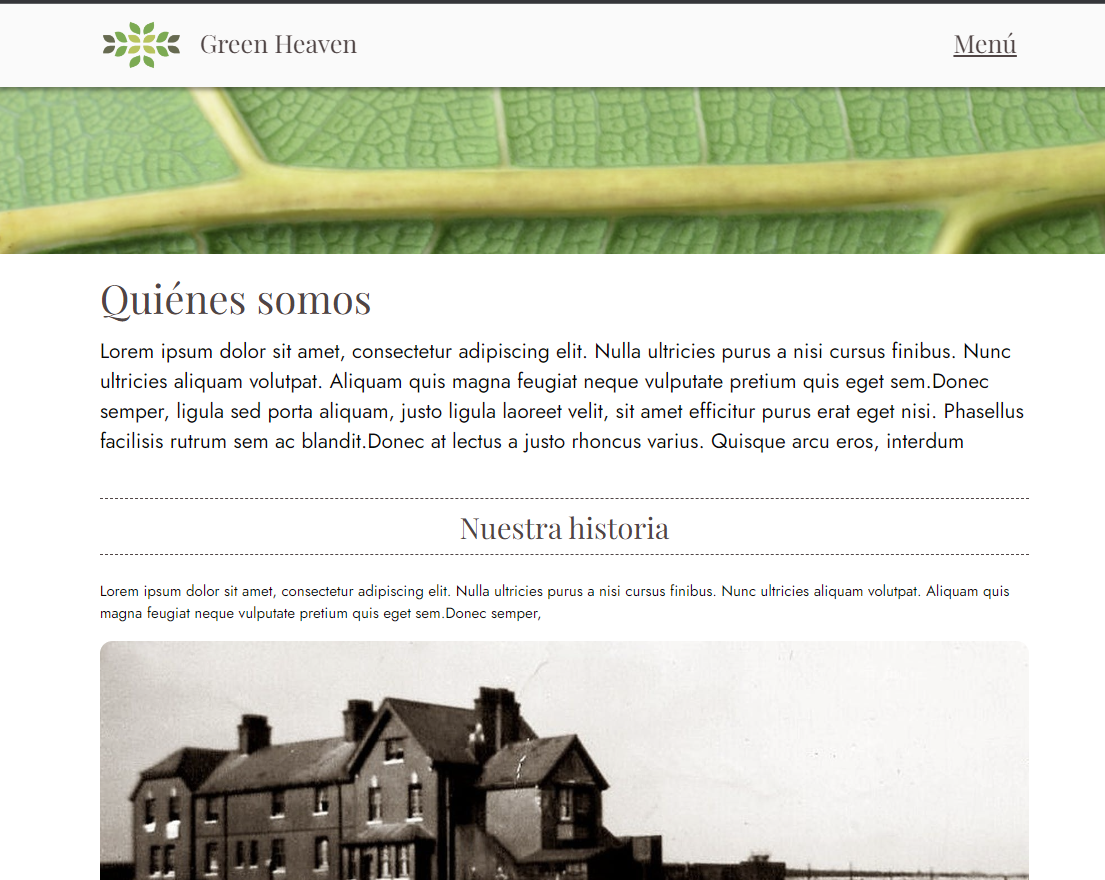 Green Heaven
Menú
Quiénes somos
Lorem ipsum dolor sit amet, consectetur adipiscing elit. Nulla ultricies purus a nisi cursus finibus. Nunc
ultricies aliquam volutpat. Aliquam quis magna feugiat neque vulputate pretium quis eget sem.Donec
semper, ligula sed porta aliquam, justo ligula laoreet velit, sit amet efficitur purus erat eget nisi. Phasellus
facilisis rutrum sem ac blandit.Donec at lectus a justo rhoncus varius. Quisque arcu eros, interdum
Nuestra historia
Lorem ipsum dolor sit amet, consectetur adipiscing elit. Nulla ultricies purus a nisi cursus finibus. Nunc ultricies aliquam volutpat. Aliquam quis
magna feugiat neque vulputate pretium quis eget sem.Donec semper,